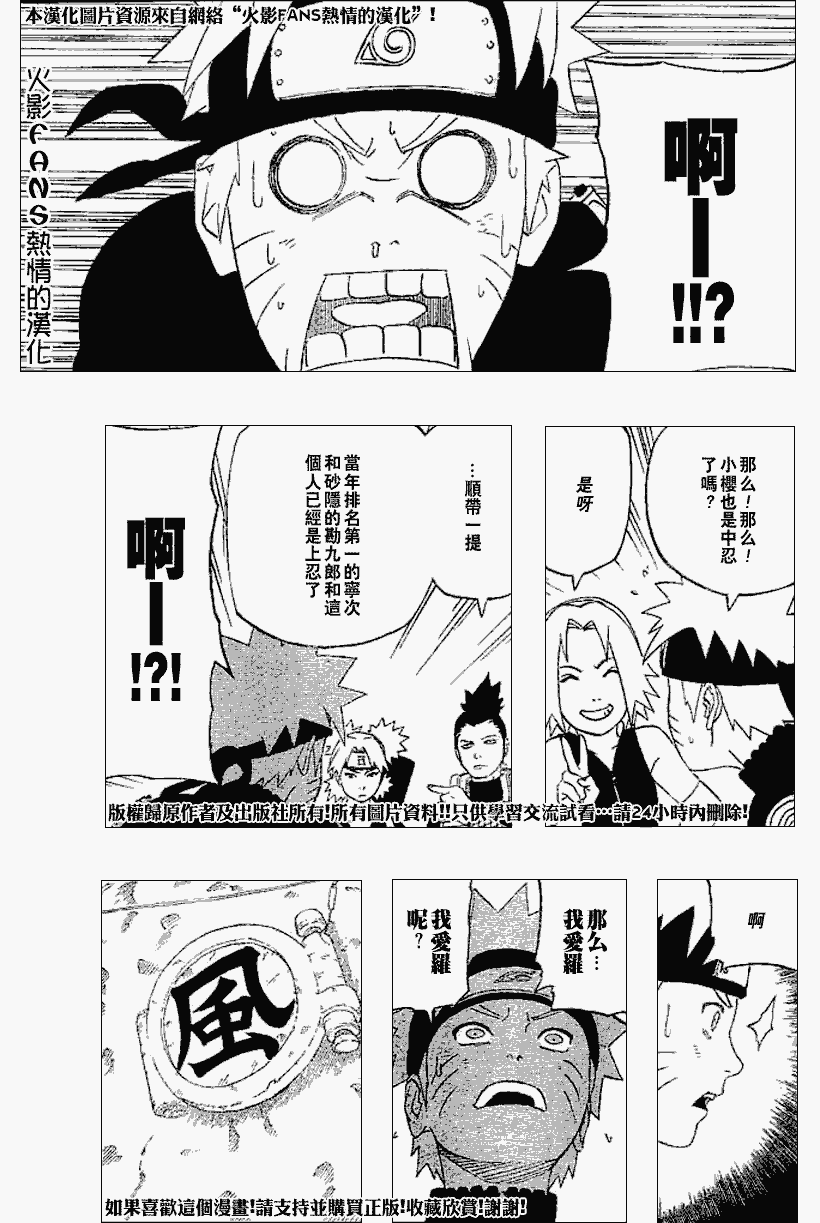 本漢化圖片資源來自網絡“火影FANS熱情的漢化”!
火影FANS熱情的漢化
啊ー!!?
那么!那么!
小櫻也是中忍
了嗎?
是呀
…順帶一提
當年排名第一的寧次
和砂隱的勘九郎和這
個人已經是上忍了
啊ー!?!
版權歸原作者及出版社所有!所有圖片資料!!只供學習交流試看…請24小時內刪除!
啊
那么…
我愛羅
我愛羅
呢?
風
如果喜歡這個漫畫!請支持並購買正版!收藏欣賞!謝謝!